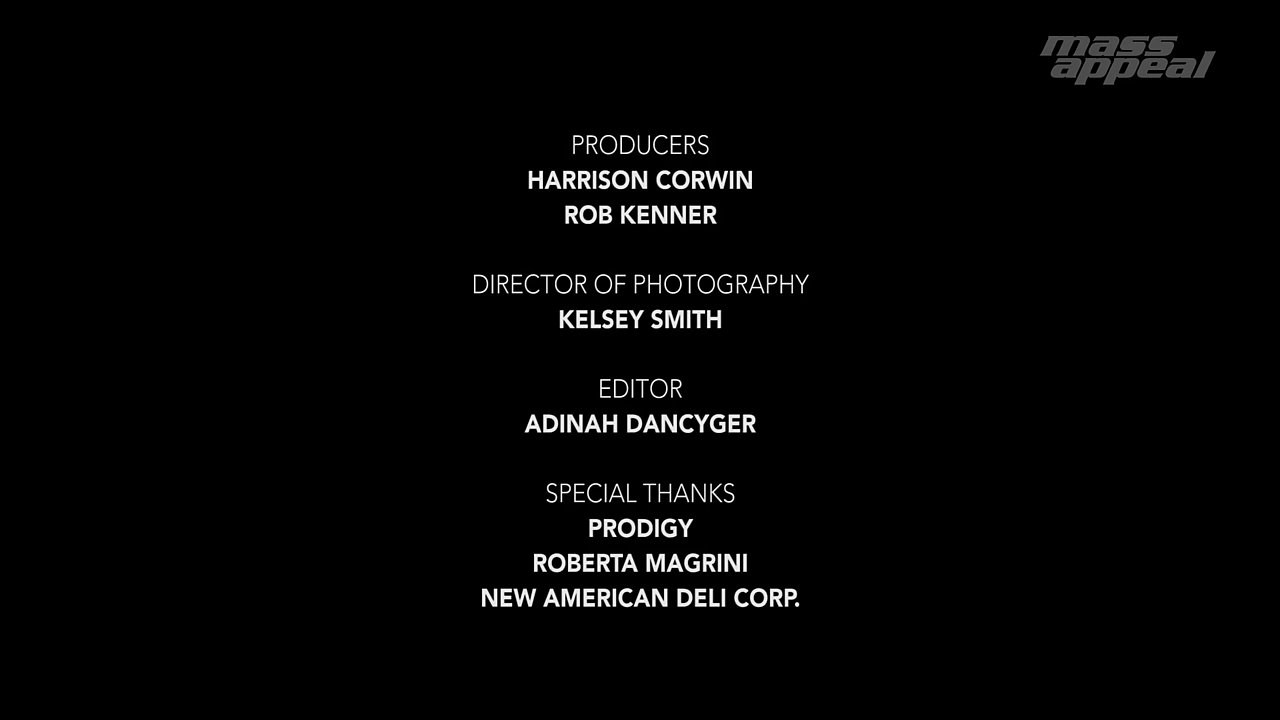 mass
appeal
PRODUCERS
HARRISON CORWIN
ROB KENNER
DIRECTOR OF PHOTOGRAPHY
KELSEY SMITH
EDITOR
ADINAH DANCYGER
SPECIAL THANKS
PRODIGY
ROBERTA MAGRINI
NEW AMERICAN DELI CORP.